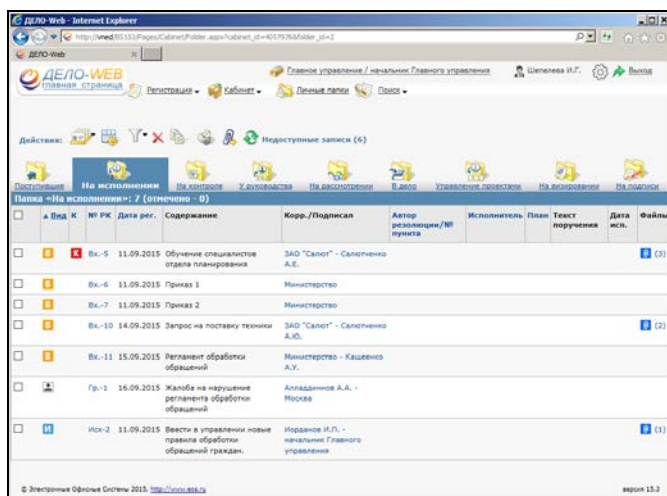 ДЕЛО-Web - Internet Explorer
ДЕЛО-Web
ДЕЛО-WEB
главная страница
Главное управление / начальник Главного управления
Шепелева И.Г.
Выход
Регистрация
Кабинет
Личные папки
Поиск
Действия:
Недоступные записи (6)
Поступившие
На исполнении
На контроле
У руководства
На рассмотрении
В дело
Управление проектами
На визировании
На подписи
Папка «На исполнении»: 7 (отмечено - 0)
Вид К № РК Дата рег. Содержание Корр./Подписал Автор резолюции/№ пункта Исполнитель План Текст поручения Дата исп. Файлы
В К Вх.-5 11.09.2015 Обучение специалистов ЗАО "Салют" - Салютченко (3)
отдела планирования А.Е.
В Вх.-6 11.09.2015 Приказ 1 Министерство
В Вх.-7 11.09.2015 Приказ 2 Министерство
В Вх.-10 14.09.2015 Запрос на поставку техники ЗАО "Салют" - Салютченко (2)
А.Ю.
В Вх.-11 15.09.2015 Регламент обработки Министерство - Кащеенко
обращений А.У.
Гр.-1 16.09.2015 Жалоба на нарушение Алладдинов А.А. -
регламента обработки Москва
обращений
И Исх-2 11.09.2015 Ввести в управлении новые Иорданов И.П. - (1)
правила обработки начальник Главного
обращений граждан. управления
© Электронные Офисные Системы 2015, http://www.eos.ru
версия 15.2